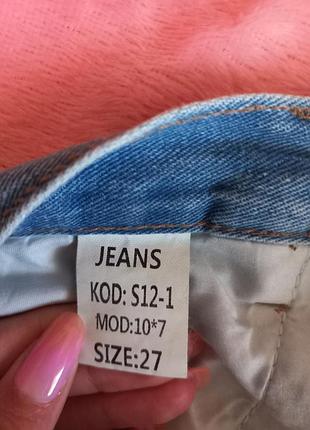 JEANS
KOD: S12-1
MOD:10*7
SIZE:27